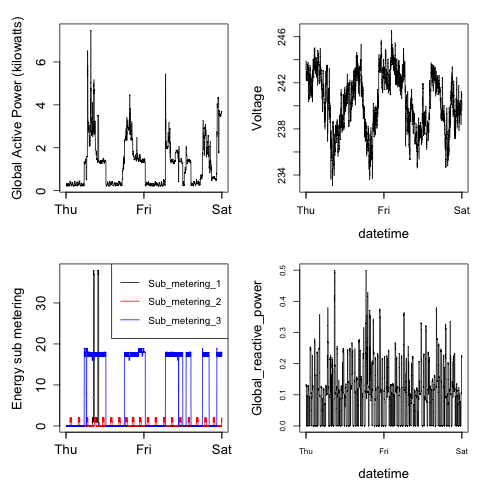 Global Active Power (kilowatts)
0 2 4 6
Thu Fri Sat
Voltage
234 238 242 246
Thu Fri Sat
datetime
Energy sub metering
0 10 20 30
Sub_metering_1
Sub_metering_2
Sub_metering_3
Thu Fri Sat
Global_reactive_power
0.0 0.1 0.2 0.3 0.4 0.5
Thu Fri Sat
datetime